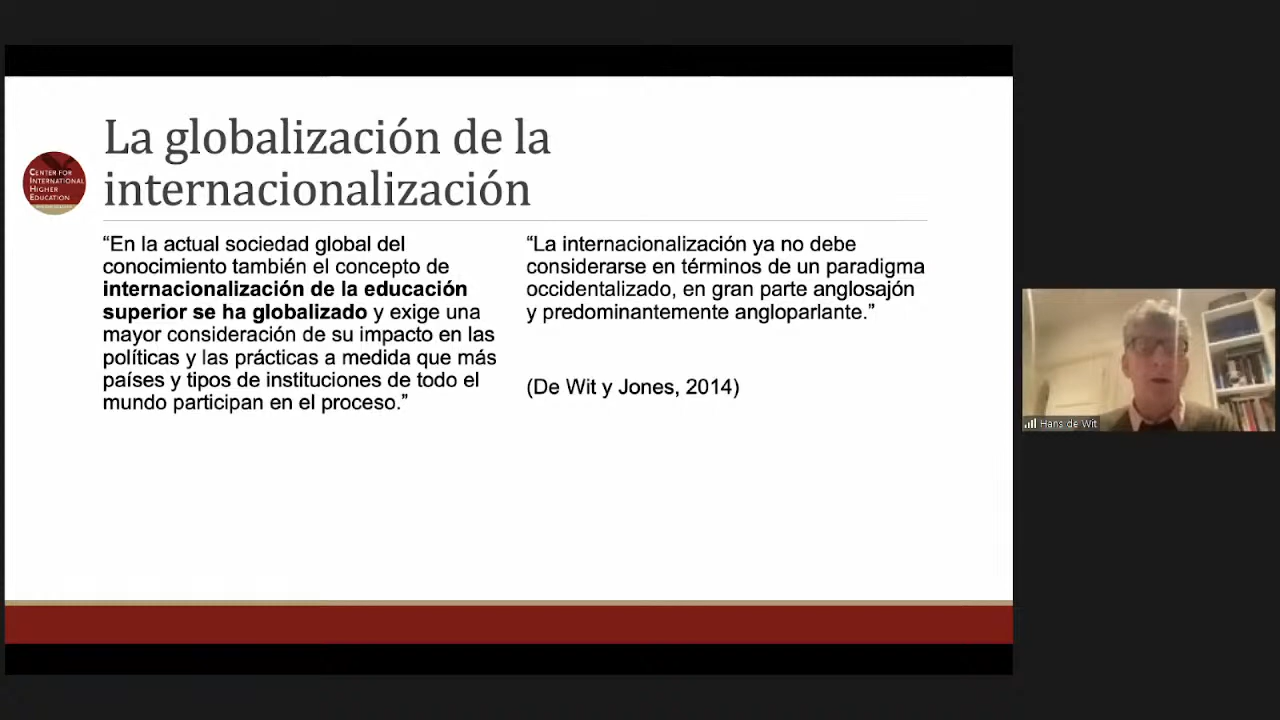 La globalización de la
internacionalización
CENTER FOR
INTERNATIONAL
HIGHER
EDUCATION
“En la actual sociedad global del
conocimiento también el concepto de
internacionalización de la educación
superior se ha globalizado y exige una
mayor consideración de su impacto en las
políticas y las prácticas a medida que más
países y tipos de instituciones de todo el
mundo participan en el proceso.”
“La internacionalización ya no debe
considerarse en términos de un paradigma
occidentalizado, en gran parte anglosajón
y predominantemente angloparlante.”
(De Wit y Jones, 2014)
Hans de Wit